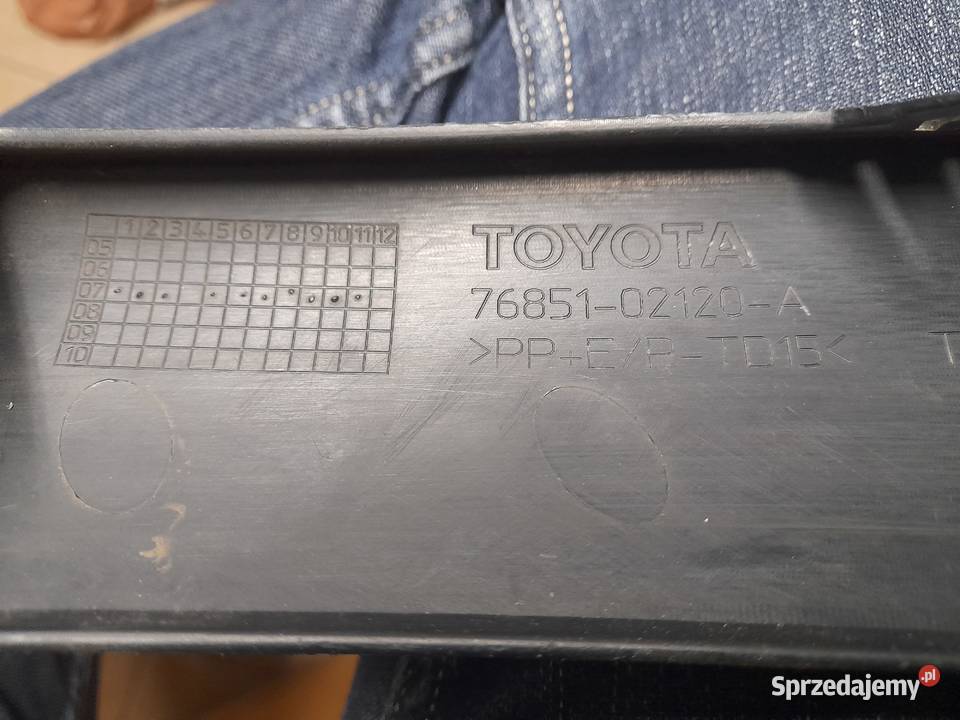 1 2 3 4 5 6 7 8 9 10 11 12
05
06
07
08
09
10
TOYOTA
76851-02120-A
>PP+E/P-TD15<
T
Sprzedajemy.pl